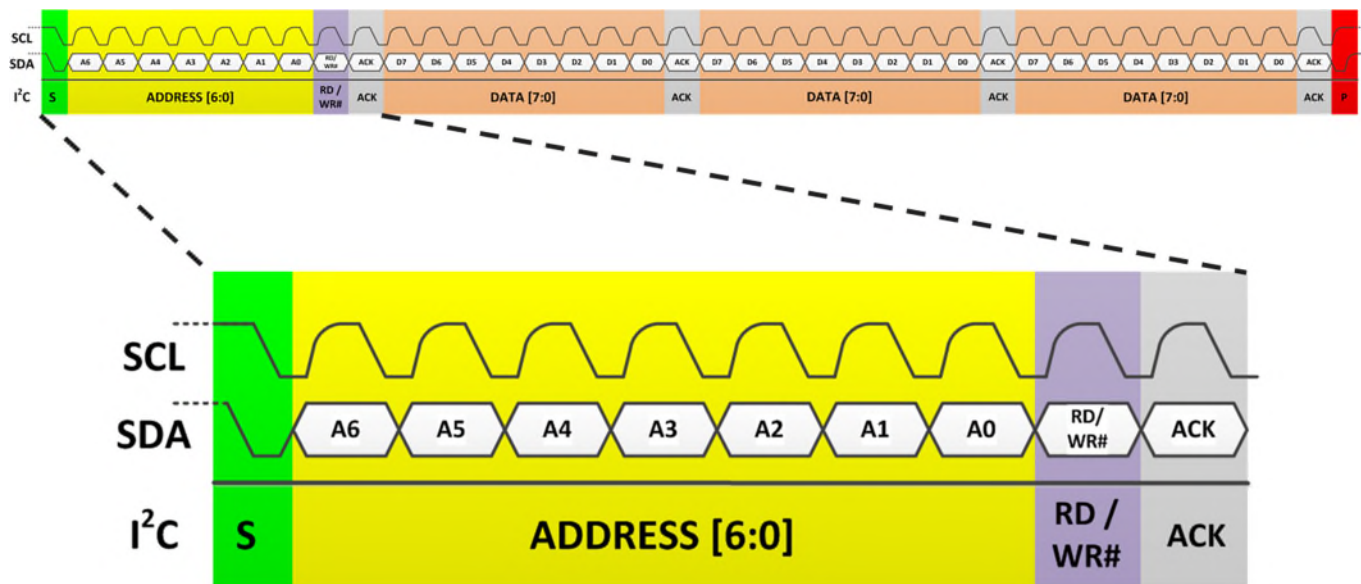 SCL
SDA A6 A5 A4 A3 A2 A1 A0 RD/ WR# ACK D7 D6 D5 D4 D3 D2 D1 D0 ACK D7 D6 D5 D4 D3 D2 D1 D0 ACK D7 D6 D5 D4 D3 D2 D1 D0 ACK
I²C S ADDRESS [6:0] RD / WR# ACK DATA [7:0] ACK DATA [7:0] ACK DATA [7:0] ACK P
SCL
SDA A6 A5 A4 A3 A2 A1 A0 RD/ WR# ACK
I²C S ADDRESS [6:0] RD / WR# ACK